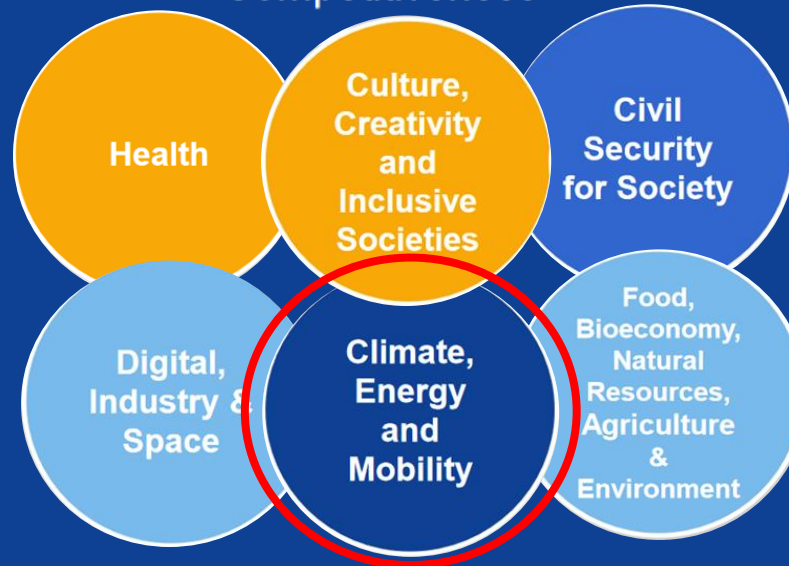 Health
Culture,
Creativity
and
Inclusive
Societies
Civil
Security
for Society
Digital,
Industry &
Space
Climate,
Energy
and
Mobility
Food,
Bioeconomy,
Natural
Resources,
Agriculture
&
Environment